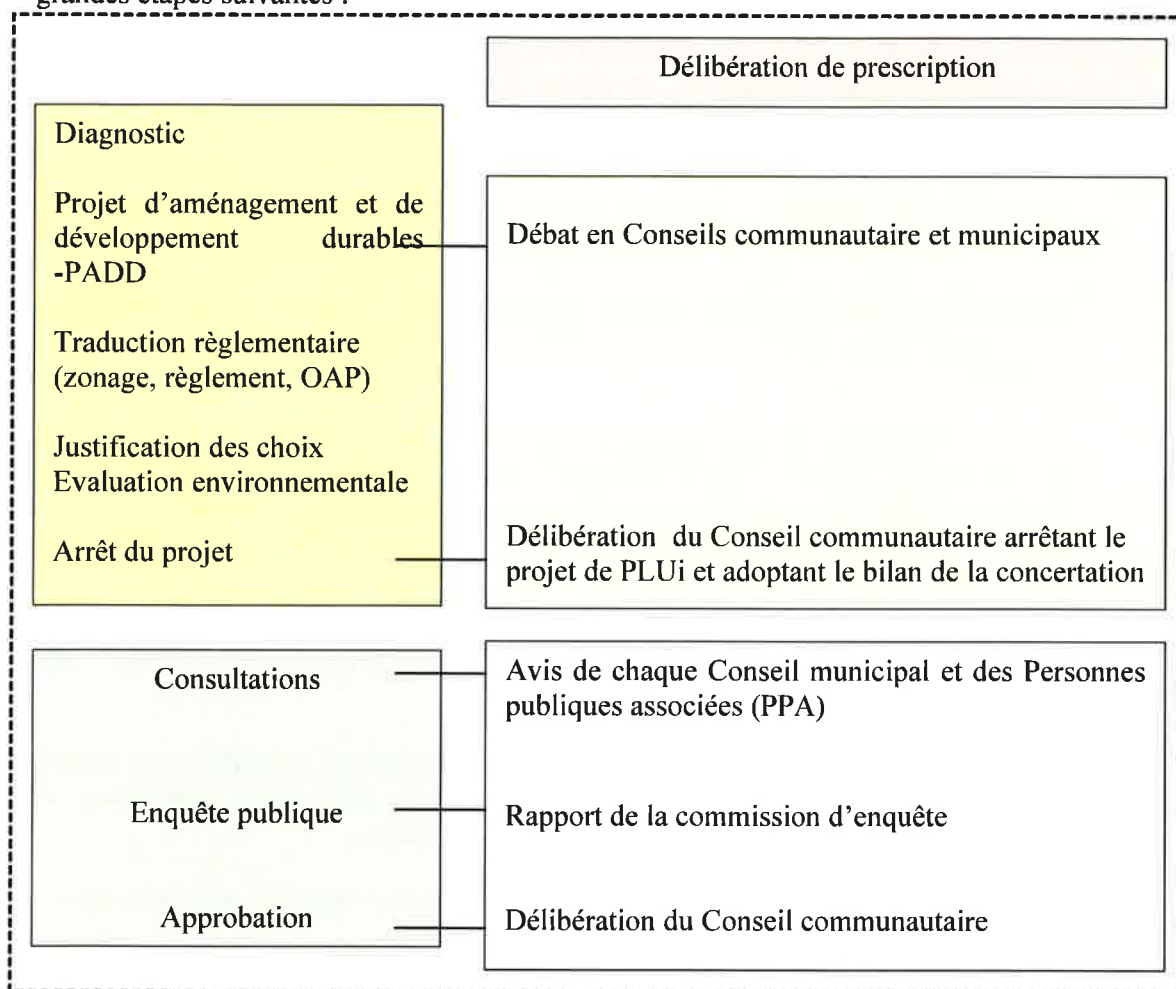 grandes étapes suivantes :
Délibération de prescription
Diagnostic
Projet d'aménagement et de
développement durables
-PADD
Débat en Conseils communautaire et municipaux
Traduction règlementaire
(zonage, règlement, OAP)
Justification des choix
Evaluation environnementale
Arrêt du projet
Délibération du Conseil communautaire arrêtant le
projet de PLUi et adoptant le bilan de la concertation
Consultations
Avis de chaque Conseil municipal et des Personnes
publiques associées (PPA)
Enquête publique
Rapport de la commission d'enquête
Approbation
Délibération du Conseil communautaire